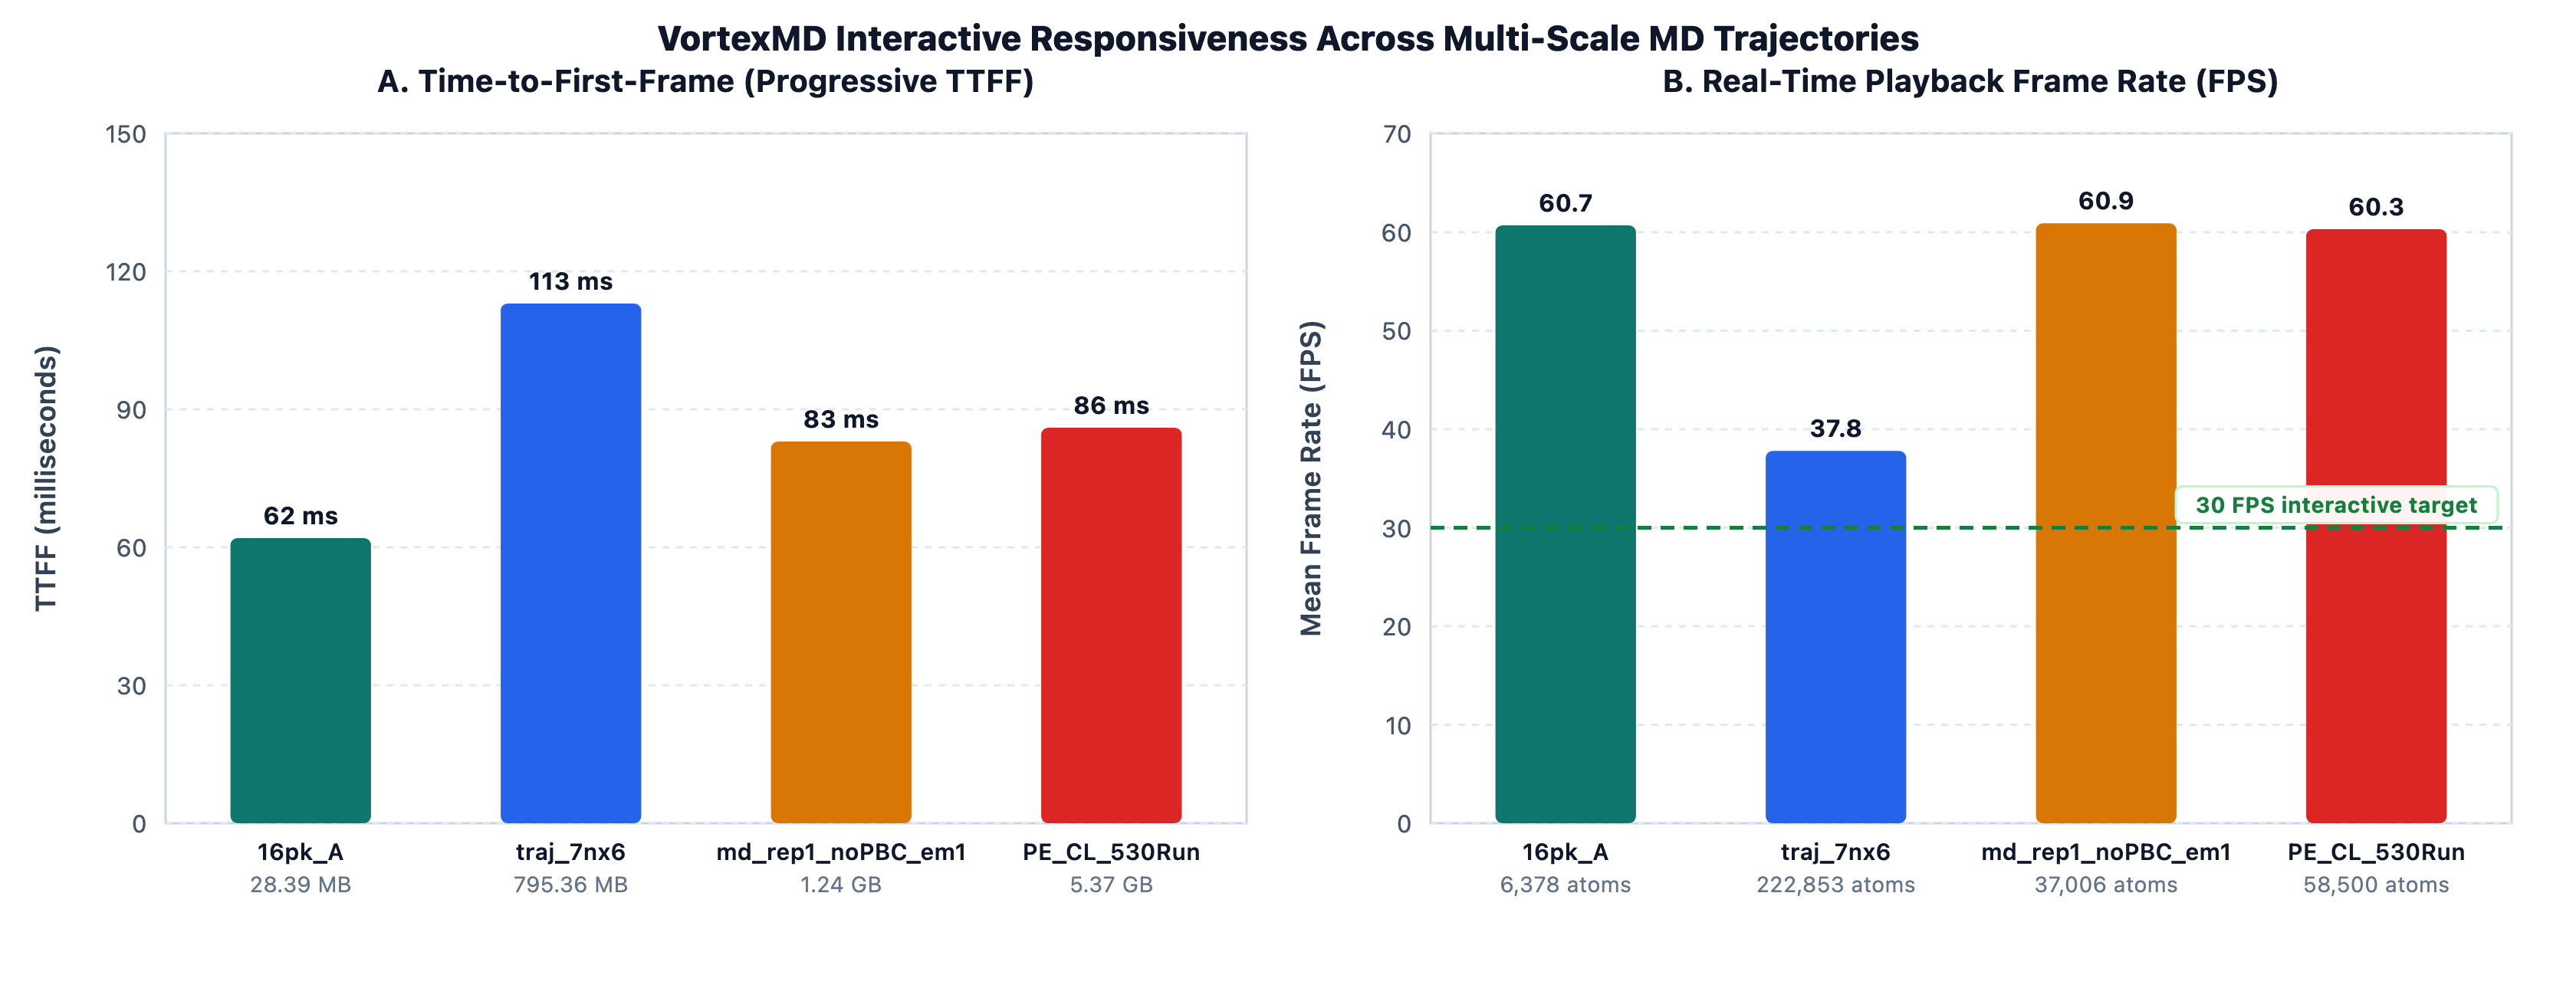 VortexMD Interactive Responsiveness Across Multi-Scale MD Trajectories
A. Time-to-First-Frame (Progressive TTFF)
TTFF (milliseconds)
150
120
90
60
30
0
62 ms
113 ms
83 ms
86 ms
16pk_A
28.39 MB
traj_7nx6
795.36 MB
md_rep1_noPBC_em1
1.24 GB
PE_CL_530Run
5.37 GB
B. Real-Time Playback Frame Rate (FPS)
Mean Frame Rate (FPS)
70
60
50
40
30
20
10
0
60.7
37.8
60.9
60.3
30 FPS interactive target
16pk_A
6,378 atoms
traj_7nx6
222,853 atoms
md_rep1_noPBC_em1
37,006 atoms
PE_CL_530Run
58,500 atoms